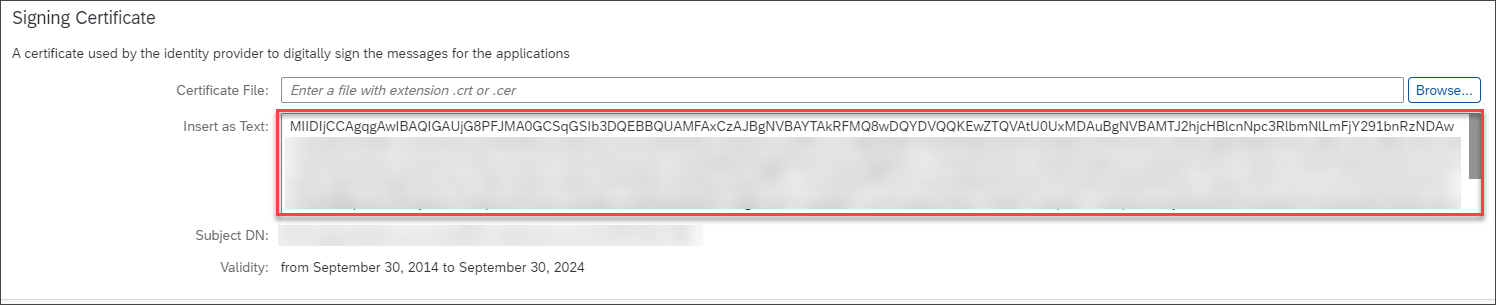 Signing Certificate
A certificate used by the identity provider to digitally sign the messages for the applications
Certificate File: Enter a file with extension .crt or .cer Browse...
Insert as Text: MIIDIjCCAgqgAwIBAQIGAUjG8PFJMA0GCSqGSIb3DQEBBQUAMFAxCzAJBgNVBAYTAkRFMQ8wDQYDVQQKEwZTQVAtU0UxMDAuBgNVBAMTJ2hjcHBlcnNpc3RlbmNlLmFjY291bnRzNDAw
Subject DN:
Validity: from September 30, 2014 to September 30, 2024